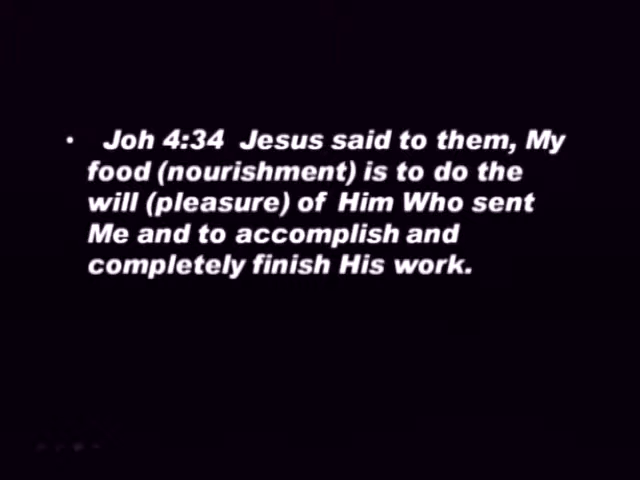 • Joh 4:34 Jesus said to them, My
food (nourishment) is to do the
will (pleasure) of Him Who sent
Me and to accomplish and
completely finish His work.